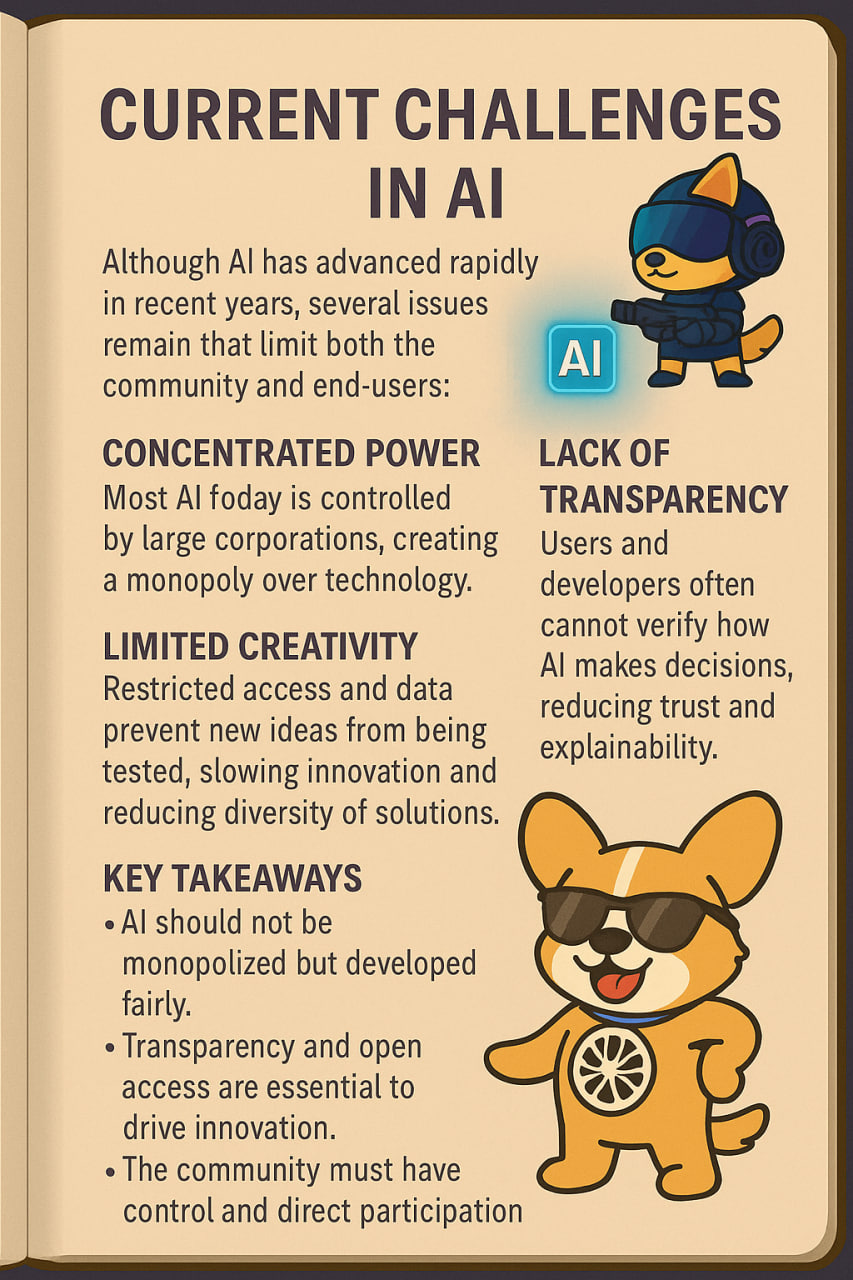 CURRENT CHALLENGES
IN AI
Although AI has advanced rapidly
in recent years, several issues
remain that limit both the
community and end-users:
AI
CONCENTRATED POWER
Most AI foday is controlled
by large corporations, creating
a monopoly over technology.
LIMITED CREATIVITY
Restricted access and data
prevent new ideas from being
tested, slowing innovation and
reducing diversity of solutions.
LACK OF
TRANSPARENCY
Users and
developers often
cannot verify how
AI makes decisions,
reducing trust and
explainability.
KEY TAKEAWAYS
• AI should not be
monopolized but developed
fairly.
• Transparency and open
access are essential to
drive innovation.
• The community must have
control and direct participation